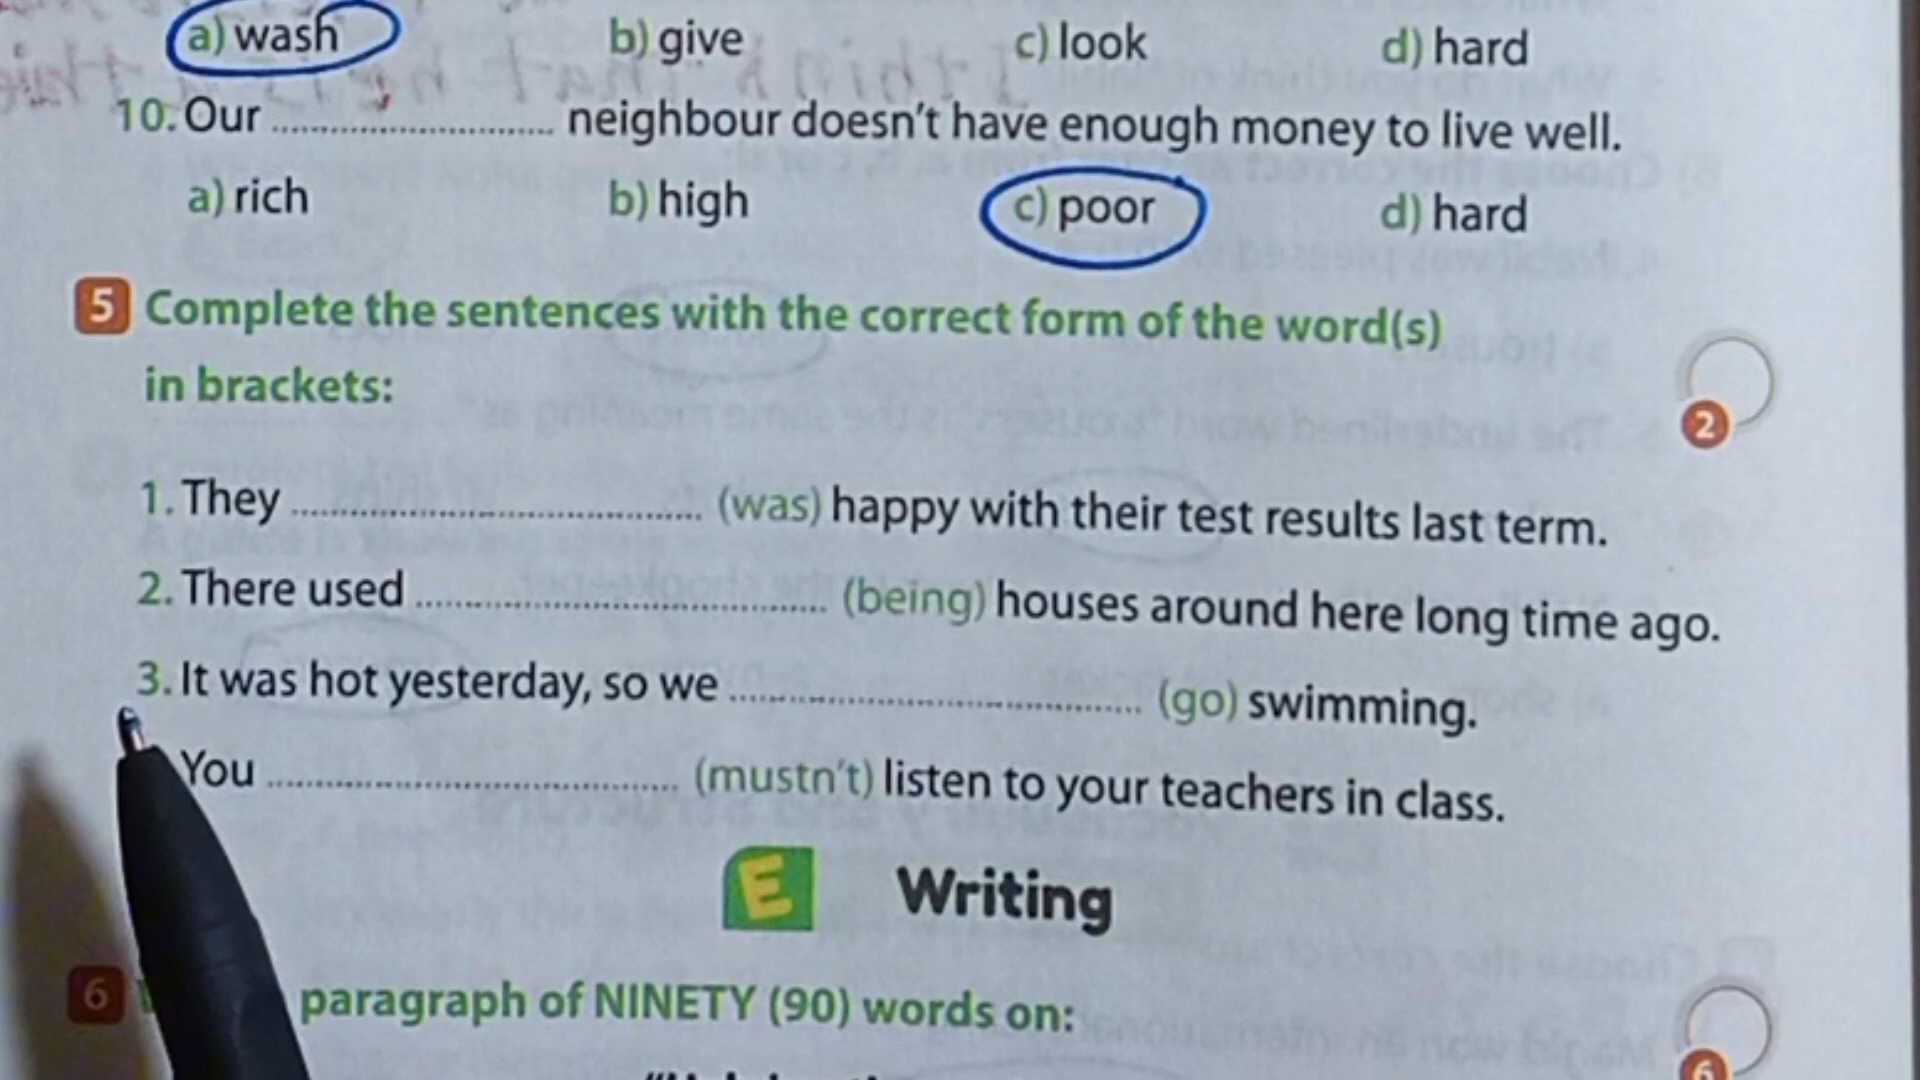 a) wash b) give c) look d) hard
10. Our ........................ neighbour doesn't have enough money to live well.
a) rich b) high c) poor d) hard
5 Complete the sentences with the correct form of the word(s)
in brackets:
2
1. They ........................ (was) happy with their test results last term.
2. There used ........................ (being) houses around here long time ago.
3. It was hot yesterday, so we ........................ (go) swimming.
You ........................ (mustn't) listen to your teachers in class.
E Writing
6 paragraph of NINETY (90) words on:
6